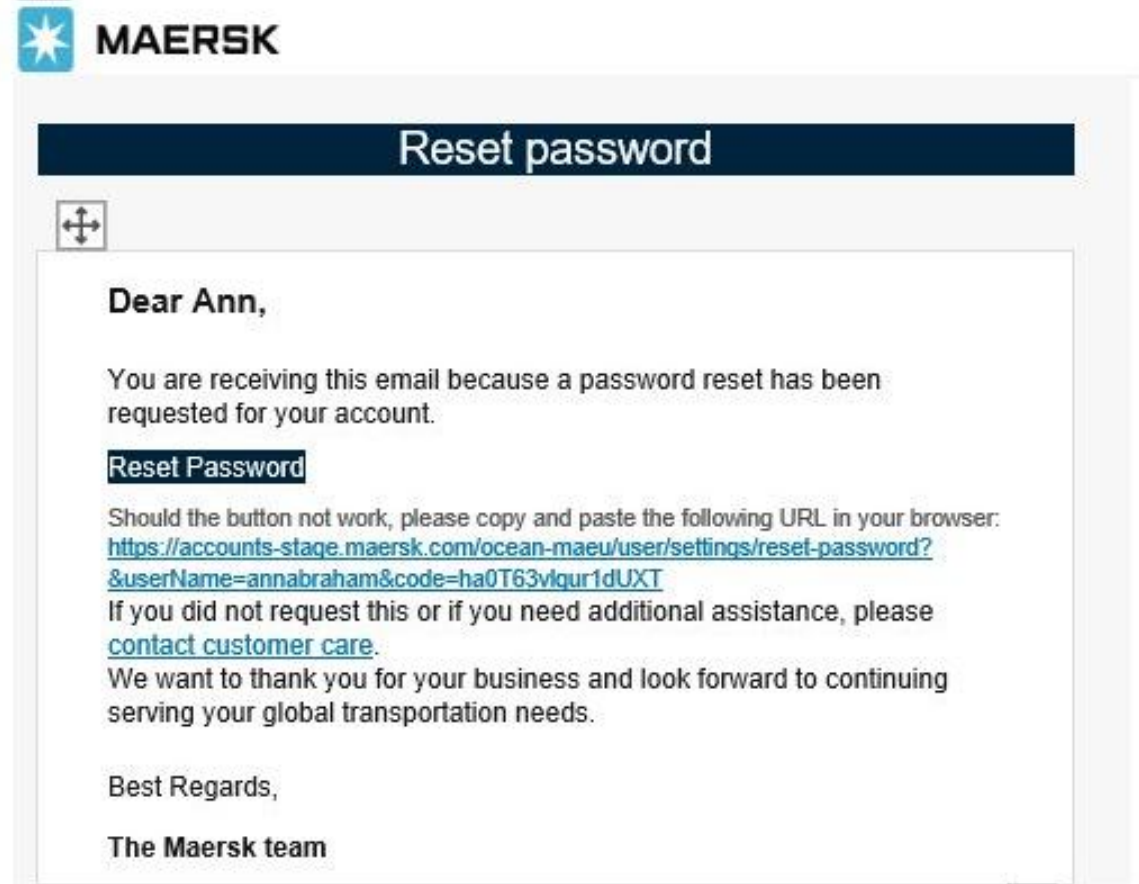 MAERSK
Reset password
Dear Ann,
You are receiving this email because a password reset has been
requested for your account.
Reset Password
Should the button not work, please copy and paste the following URL in your browser:
https://accounts-stage.maersk.com/ocean-maeu/user/settings/reset-password?
&userName=annabraham&code=ha0T63vlqur1dUXT
If you did not request this or if you need additional assistance, please
contact customer care.
We want to thank you for your business and look forward to continuing
serving your global transportation needs.
Best Regards,
The Maersk team